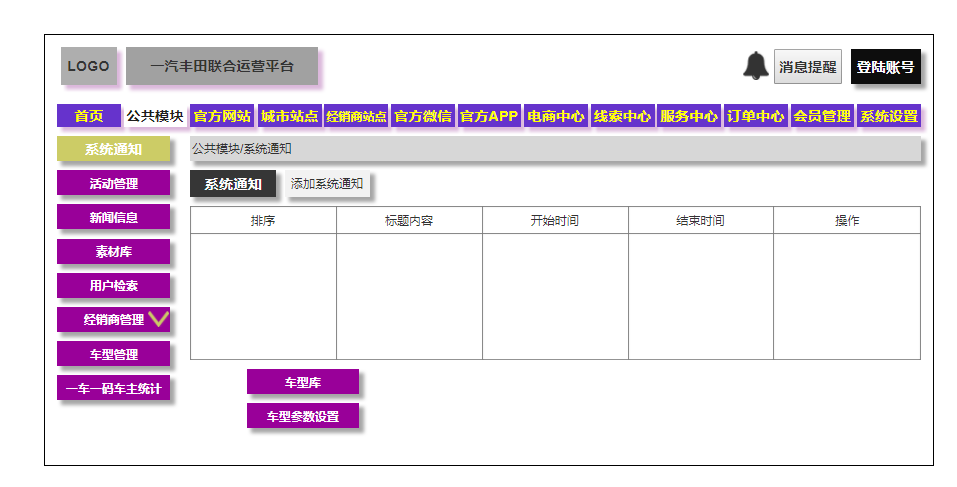 LOGO 一汽丰田联合运营平台 消息提醒 登陆账号
首页 公共模块 官方网站 城市站点 经销商站点 官方微信 官方APP 电商中心 线索中心 服务中心 订单中心 会员管理 系统设置
系统通知 公共模块/系统通知
活动管理 系统通知 添加系统通知
新闻信息 排序 标题内容 开始时间 结束时间 操作
素材库
用户检索
经销商管理
车型管理
一车一码车主统计 车型库
车型参数设置